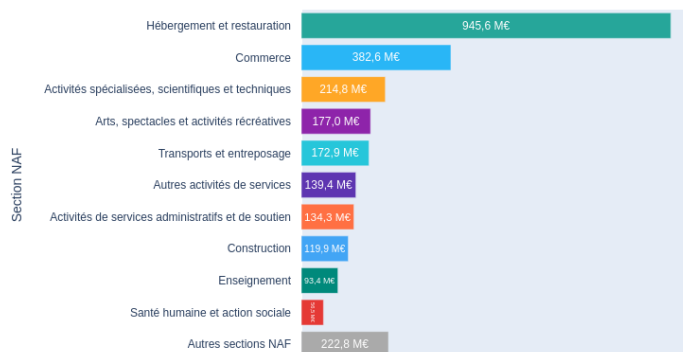 Section NAF
Hébergement et restauration 945,6 M€
Commerce 382,6 M€
Activités spécialisées, scientifiques et techniques 214,8 M€
Arts, spectacles et activités récréatives 177,0 M€
Transports et entreposage 172,9 M€
Autres activités de services 139,4 M€
Activités de services administratifs et de soutien 134,3 M€
Construction 119,9 M€
Enseignement 93,4 M€
Santé humaine et action sociale
Autres sections NAF 222,8 M€